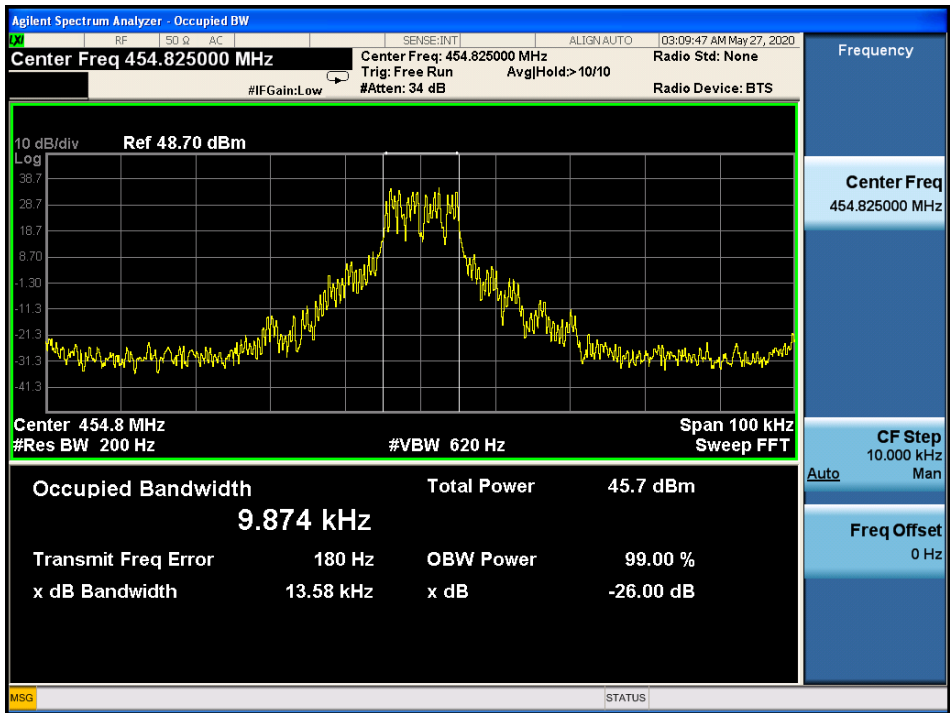 Agilent Spectrum Analyzer - Occupied BW
LXI RF 50 Ω AC SENSE:INT ALIGN AUTO 03:09:47 AM May 27, 2020
Center Freq 454.825000 MHz
Center Freq: 454.825000 MHz
Radio Std: None
Trig: Free Run Avg|Hold:> 10/10
#IFGain:Low
#Atten: 34 dB
Radio Device: BTS
10 dB/div Ref 48.70 dBm
Log
38.7
28.7
18.7
8.70
-1.30
-11.3
-21.3
-31.3
-41.3
Center 454.8 MHz Span 100 kHz
#Res BW 200 Hz #VBW 620 Hz Sweep FFT
Occupied Bandwidth Total Power 45.7 dBm
9.874 kHz
Transmit Freq Error 180 Hz OBW Power 99.00 %
x dB Bandwidth 13.58 kHz x dB -26.00 dB
Frequency
Center Freq
454.825000 MHz
CF Step
10.000 kHz
Auto Man
Freq Offset
0 Hz
MSG STATUS